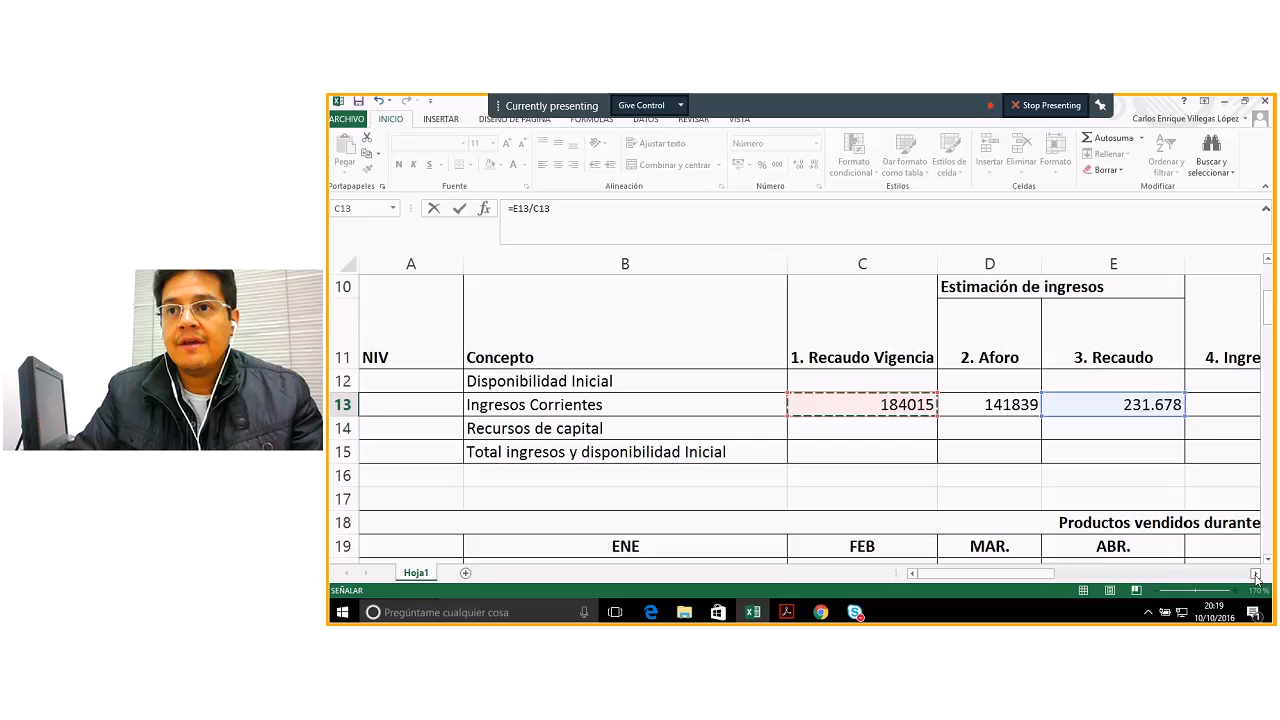 Currently presenting
Give Control
Stop Presenting
ARCHIVO INICIO INSERTAR DISEÑO DE PÁGINA FÓRMULAS DATOS REVISAR VISTA
Carlos Enrique Villegas López
Pegar
11
Ajustar texto
Número
Autosuma
N K S
Combinar y centrar
% 000
Formato condicional
Dar formato como tabla
Estilos de celda
Insertar Eliminar Formato
Rellenar
Borrar
Ordenar y filtrar
Buscar y seleccionar
Portapapeles Fuente Alineación Número Estilos Celdas Modificar
C13 fx =E13/C13
A B C D E
10 Estimación de ingresos
11 NIV Concepto 1. Recaudo Vigencia 2. Aforo 3. Recaudo 4. Ingre
12 Disponibilidad Inicial
13 Ingresos Corrientes 184015 141839 231.678
14 Recursos de capital
15 Total ingresos y disponibilidad Inicial
16
17
18 Productos vendidos durante
19 ENE FEB MAR. ABR.
Hoja1
SEÑALAR 170 %
Pregúntame cualquier cosa
20:19
10/10/2016